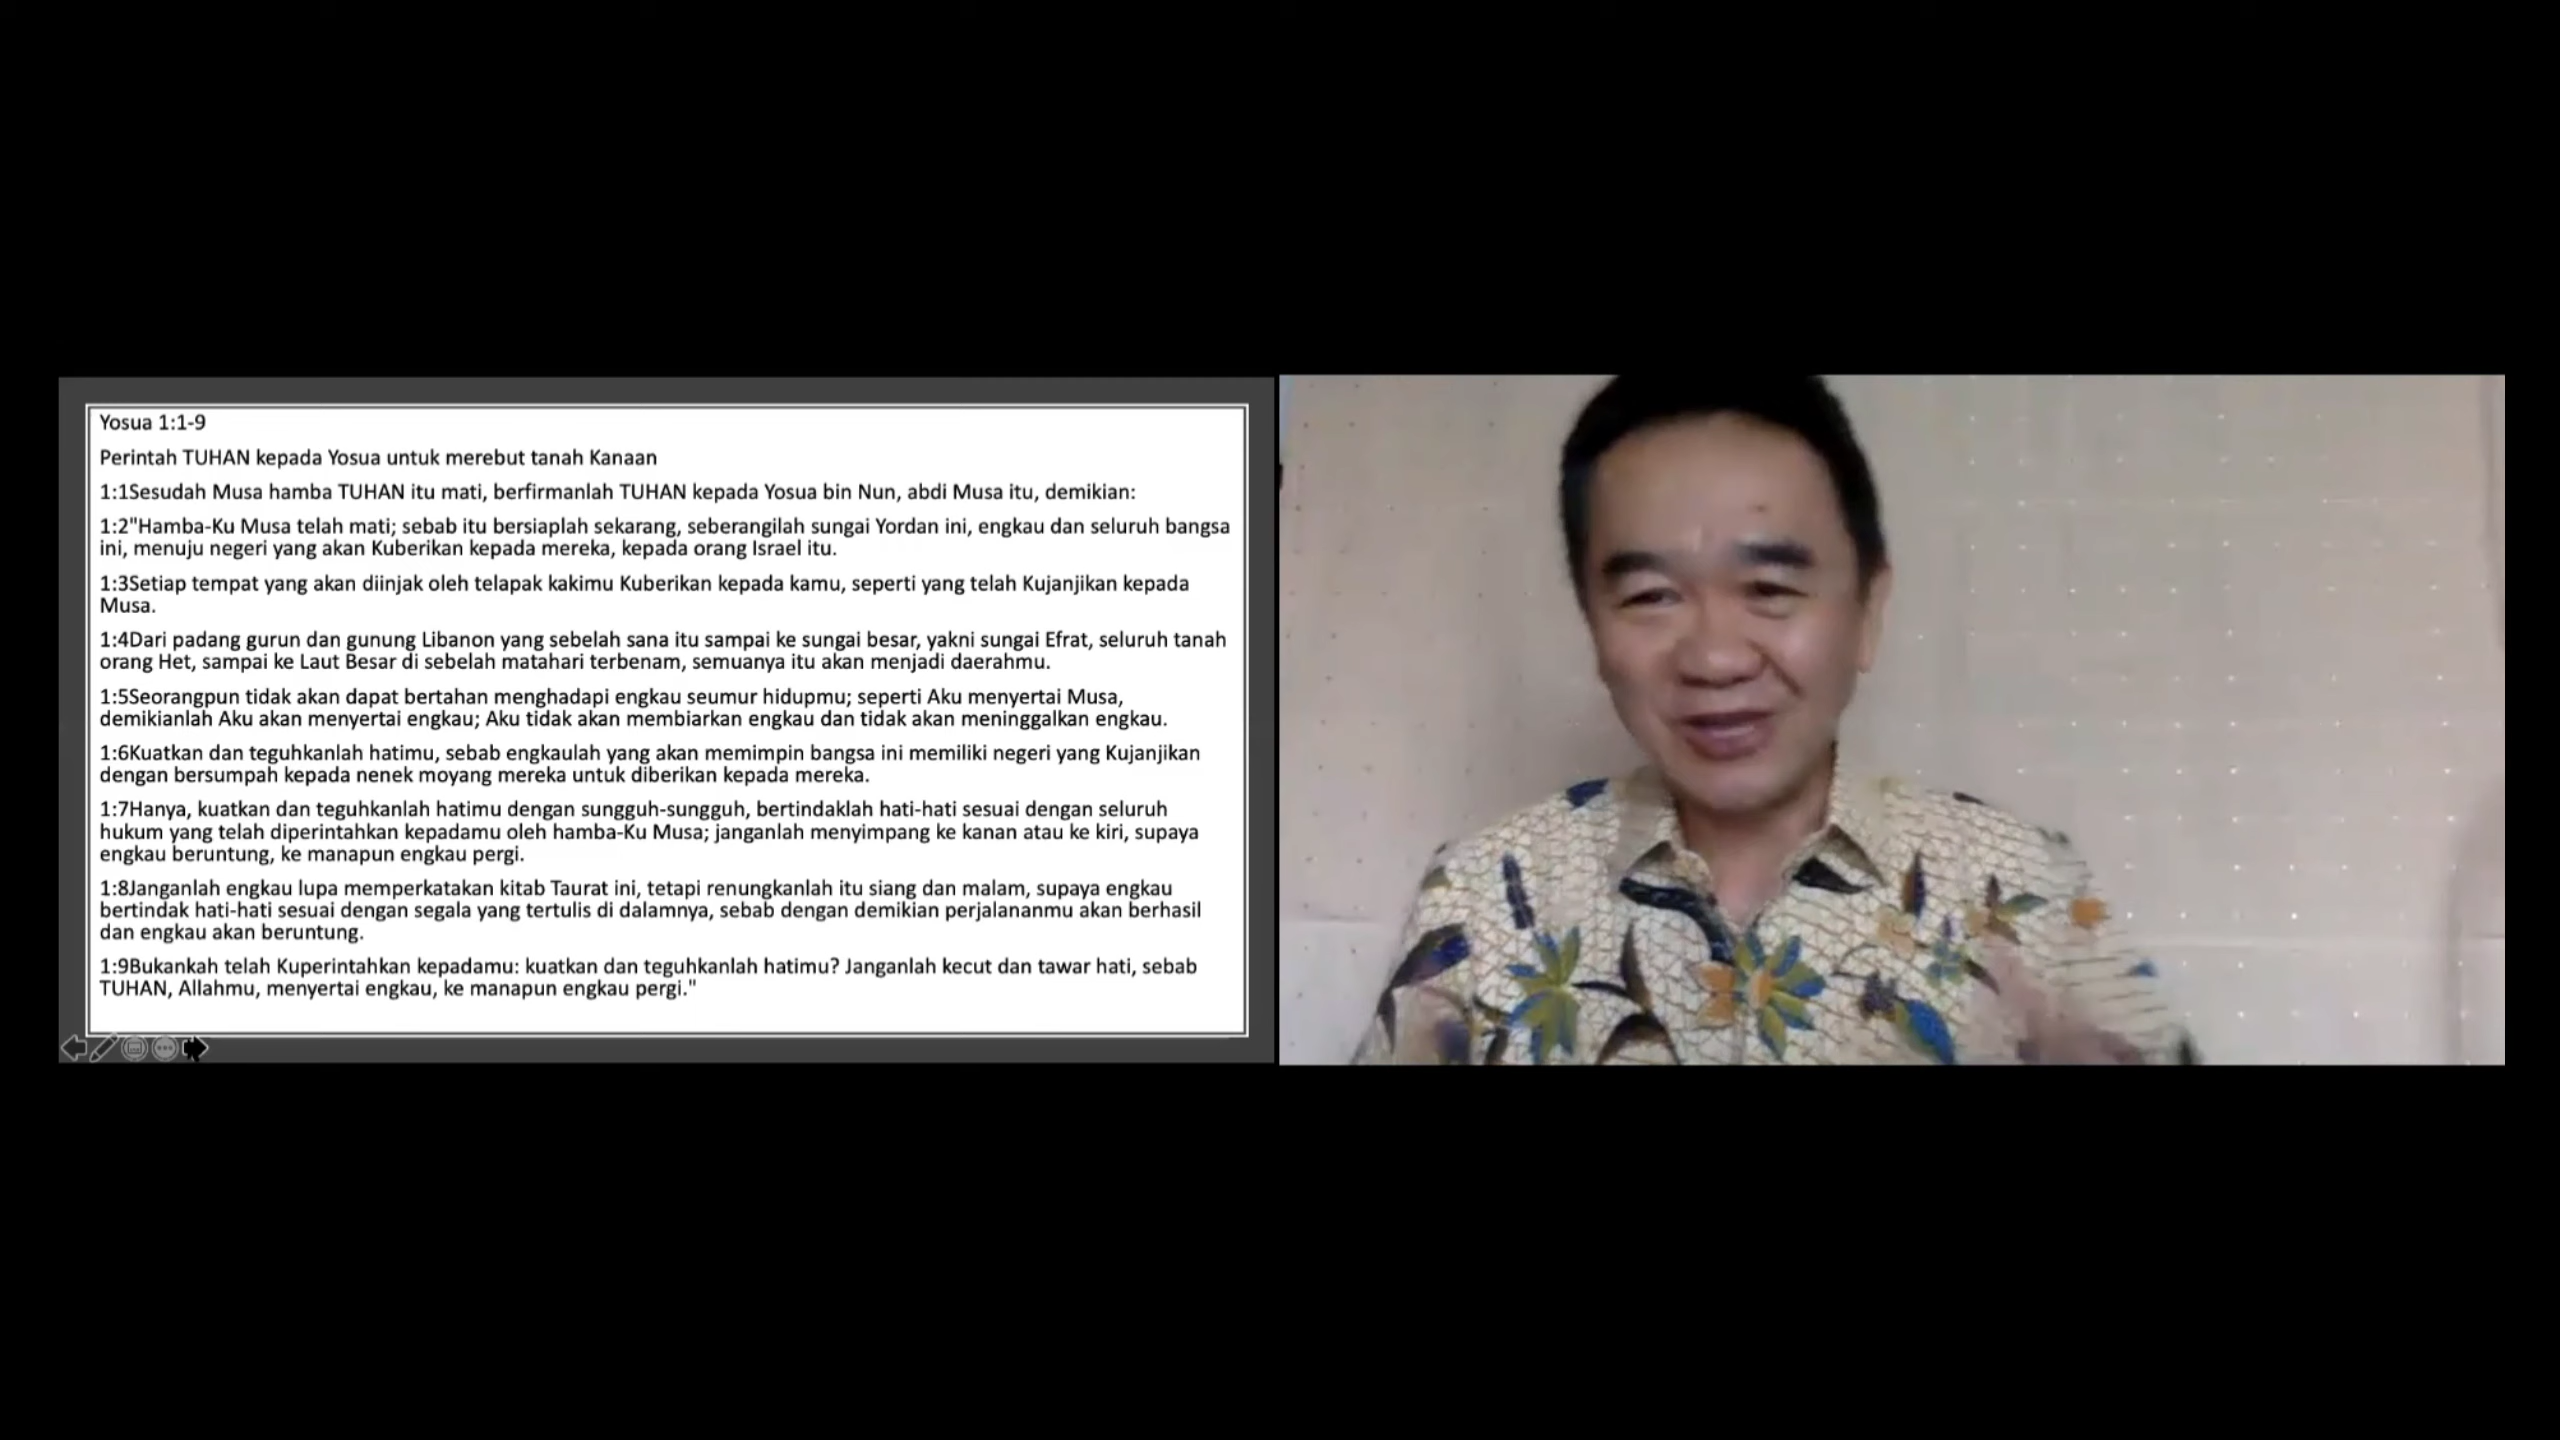 Yosua 1:1-9
Perintah TUHAN kepada Yosua untuk merebut tanah Kanaan
1:1Sesudah Musa hamba TUHAN itu mati, berfirmanlah TUHAN kepada Yosua bin Nun, abdi Musa itu, demikian:
1:2"Hamba-Ku Musa telah mati; sebab itu bersiaplah sekarang, seberangilah sungai Yordan ini, engkau dan seluruh bangsa
ini, menuju negeri yang akan Kuberikan kepada mereka, kepada orang Israel itu.
1:3Setiap tempat yang akan diinjak oleh telapak kakimu Kuberikan kepada kamu, seperti yang telah Kujanjikan kepada
Musa.
1:4Dari padang gurun dan gunung Libanon yang sebelah sana itu sampai ke sungai besar, yakni sungai Efrat, seluruh tanah
orang Het, sampai ke Laut Besar di sebelah matahari terbenam, semuanya itu akan menjadi daerahmu.
1:5Seorangpun tidak akan dapat bertahan menghadapi engkau seumur hidupmu; seperti Aku menyertai Musa,
demikianlah Aku akan menyertai engkau; Aku tidak akan membiarkan engkau dan tidak akan meninggalkan engkau.
1:6Kuatkan dan teguhkanlah hatimu, sebab engkaulah yang akan memimpin bangsa ini memiliki negeri yang Kujanjikan
dengan bersumpah kepada nenek moyang mereka untuk diberikan kepada mereka.
1:7Hanya, kuatkan dan teguhkanlah hatimu dengan sungguh-sungguh, bertindaklah hati-hati sesuai dengan seluruh
hukum yang telah diperintahkan kepadamu oleh hamba-Ku Musa; janganlah menyimpang ke kanan atau ke kiri, supaya
engkau beruntung, ke manapun engkau pergi.
1:8Janganlah engkau lupa memperkatakan kitab Taurat ini, tetapi renungkanlah itu siang dan malam, supaya engkau
bertindak hati-hati sesuai dengan segala yang tertulis di dalamnya, sebab dengan demikian perjalananmu akan berhasil
dan engkau akan beruntung.
1:9Bukankah telah Kuperintahkan kepadamu: kuatkan dan teguhkanlah hatimu? Janganlah kecut dan tawar hati, sebab
TUHAN, Allahmu, menyertai engkau, ke manapun engkau pergi."